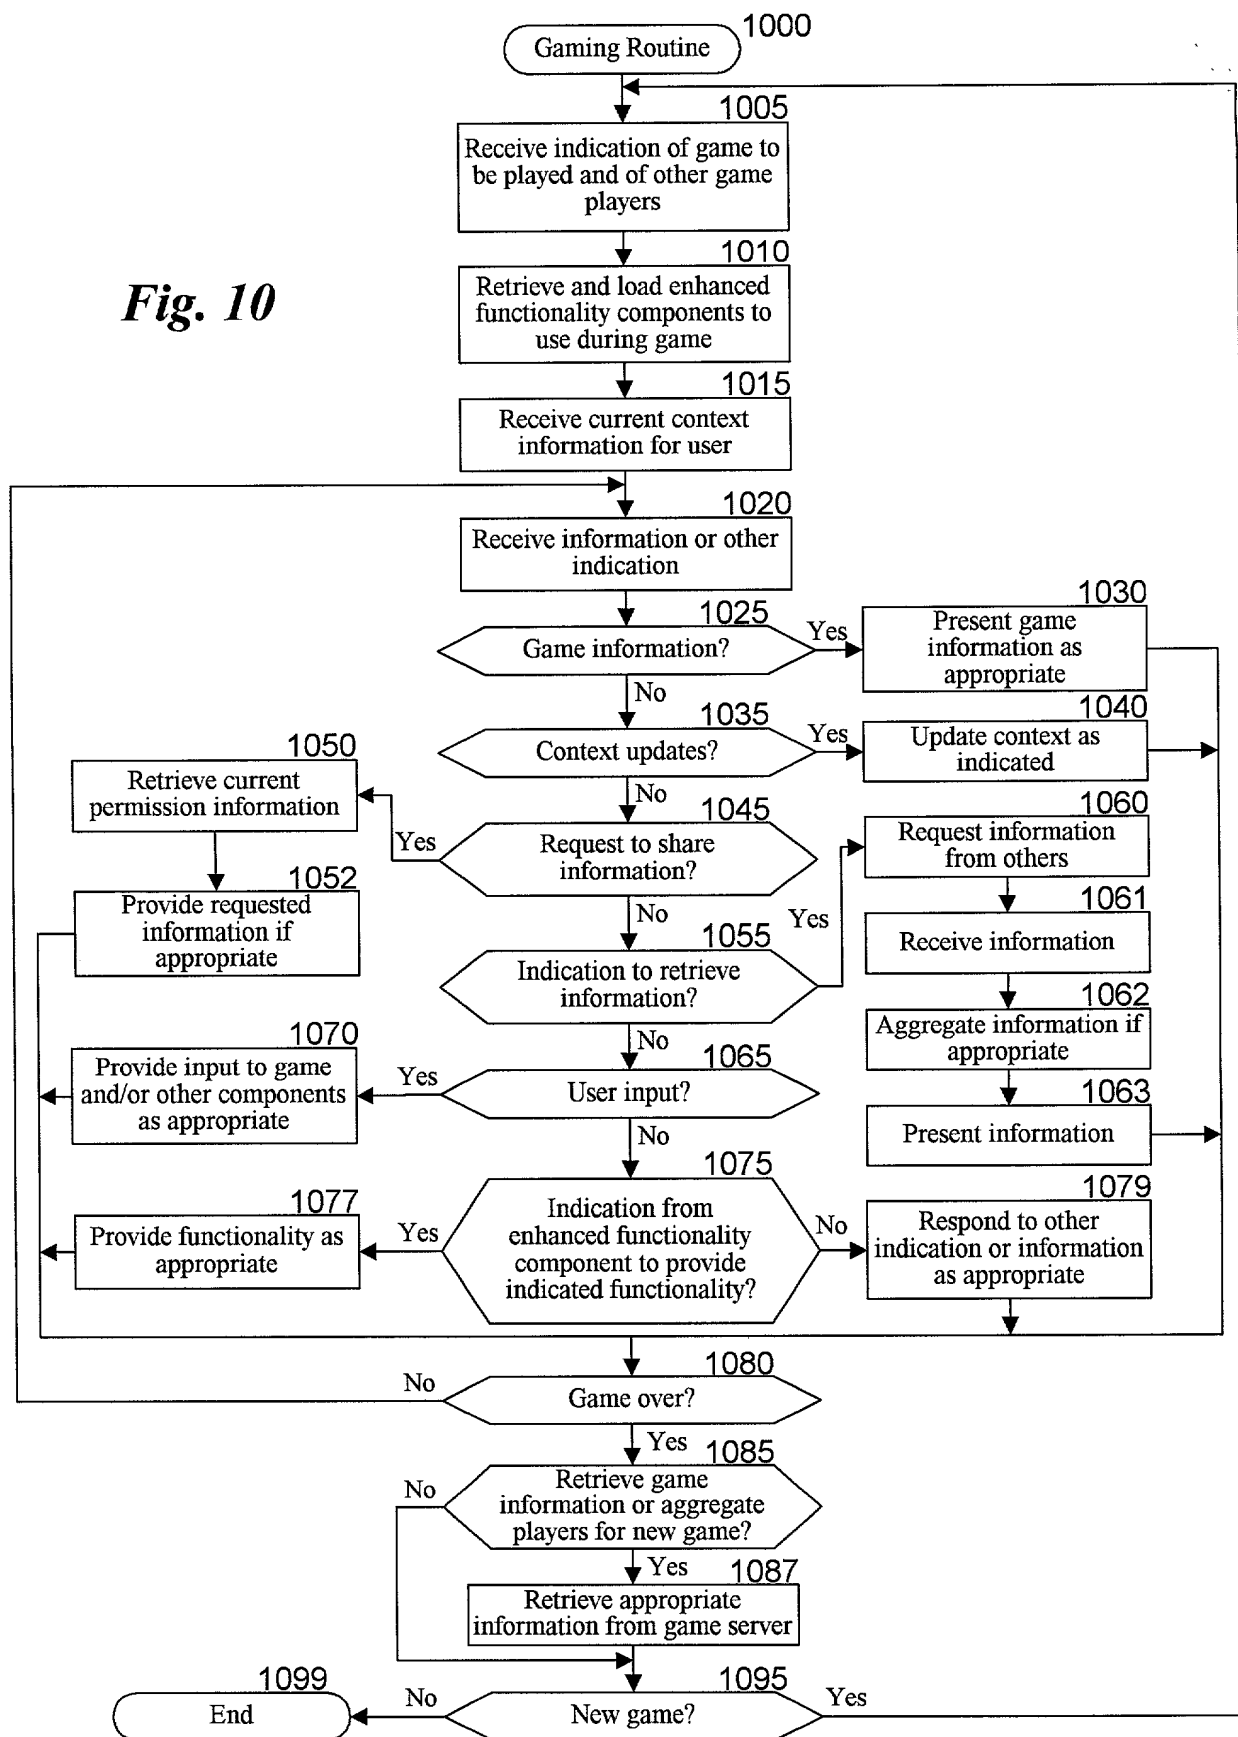 1000
Gaming Routine
1005
Receive indication of game to
be played and of other game
players
1010
Fig. 10
Retrieve and load enhanced
functionality components to
use during game
1015
Receive current context
information for user
1020
Receive information or other
indication
1025
Game information?
Yes
No
1030
Present game
information as
appropriate
1035
Context updates?
Yes
No
1040
Update context as
indicated
1045
Request to share
information?
Yes
No
1050
Retrieve current
permission information
1052
Provide requested
information if
appropriate
1055
Indication to retrieve
information?
Yes
No
1060
Request information
from others
1061
Receive information
1062
Aggregate information if
appropriate
1063
Present information
1065
User input?
Yes
No
1070
Provide input to game
and/or other components
as appropriate
1075
Indication from
enhanced functionality
component to provide
indicated functionality?
Yes
No
1077
Provide functionality as
appropriate
1079
Respond to other
indication or information
as appropriate
1080
Game over?
No
Yes
1085
Retrieve game
information or aggregate
players for new game?
No
Yes
1087
Retrieve appropriate
information from game server
1095
New game?
No
Yes
1099
End